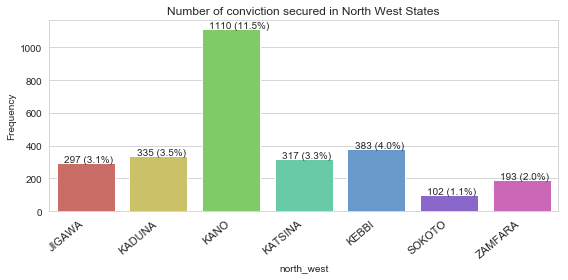 Number of conviction secured in North West States
Frequency
1000
800
600
400
200
0
297 (3.1%)
335 (3.5%)
1110 (11.5%)
317 (3.3%)
383 (4.0%)
102 (1.1%)
193 (2.0%)
JIGAWA
KADUNA
KANO
KATSINA
KEBBI
SOKOTO
ZAMFARA
north_west